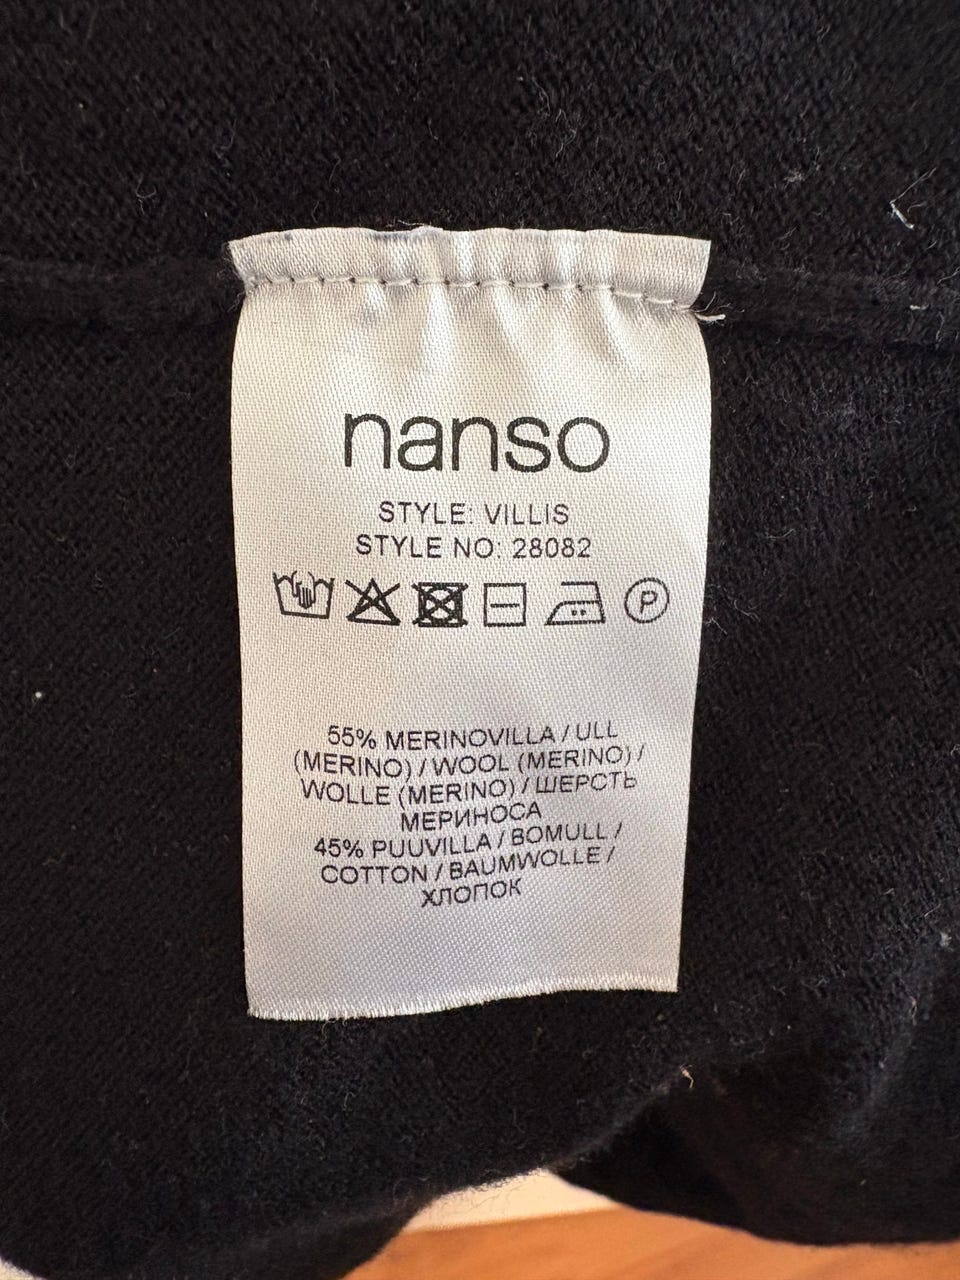 nanso
STYLE: VILLIS
STYLE NO: 28082
P
55% MERINOVILLA / ULL
(MERINO) / WOOL (MERINO) /
WOLLE (MERINO) / ШЕРСТЬ
МЕРИНОСА
45% PUUVILLA / BOMULL /
COTTON / BAUMWOLLE /
ХЛОПОК